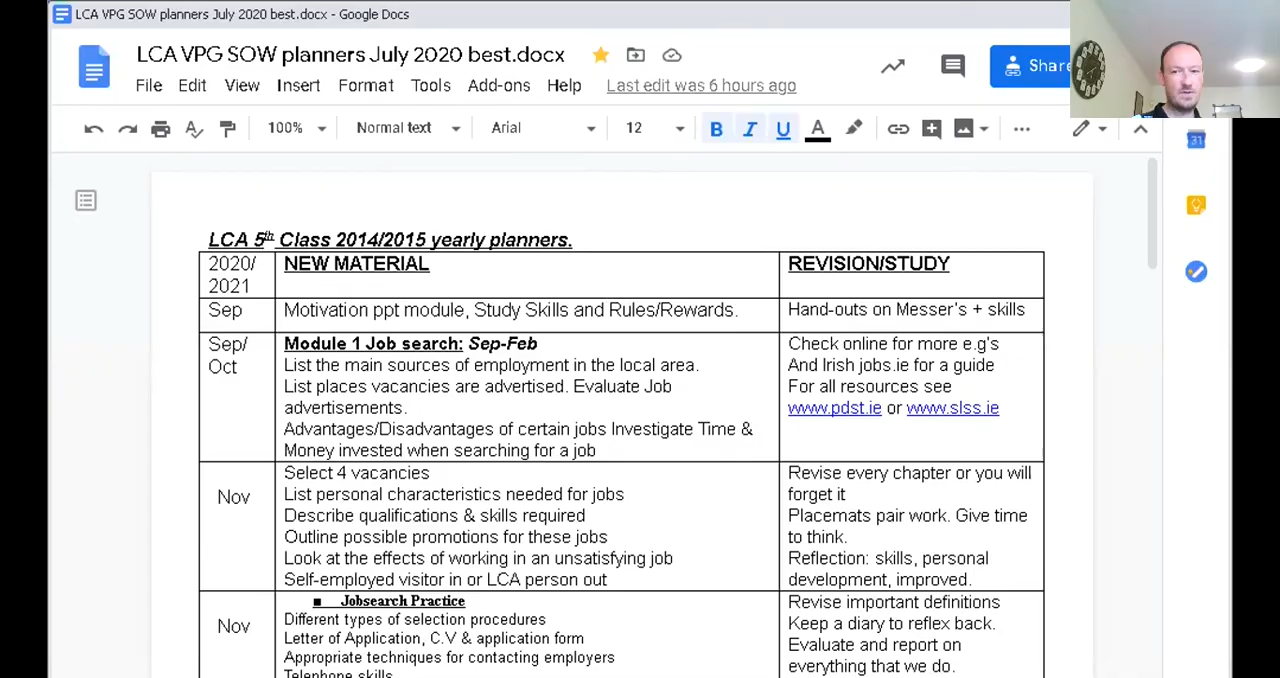 LCA VPG SOW planners July 2020 best.docx - Google Docs
LCA VPG SOW planners July 2020 best.docx
File Edit View Insert Format Tools Add-ons Help Last edit was 6 hours ago
Share
100% Normal text Arial 12 B I U A
31
LCA 5th Class 2014/2015 yearly planners.
2020/
2021
NEW MATERIAL
REVISION/STUDY
Sep
Motivation ppt module, Study Skills and Rules/Rewards.
Hand-outs on Messer's + skills
Sep/
Oct
Module 1 Job search: Sep-Feb
List the main sources of employment in the local area.
List places vacancies are advertised. Evaluate Job
advertisements.
Advantages/Disadvantages of certain jobs Investigate Time &
Money invested when searching for a job
Check online for more e.g's
And Irish jobs.ie for a guide
For all resources see
www.pdst.ie or www.slss.ie
Nov
Select 4 vacancies
List personal characteristics needed for jobs
Describe qualifications & skills required
Outline possible promotions for these jobs
Look at the effects of working in an unsatisfying job
Self-employed visitor in or LCA person out
Revise every chapter or you will
forget it
Placemats pair work. Give time
to think.
Reflection: skills, personal
development, improved.
Nov
■ Jobsearch Practice
Different types of selection procedures
Letter of Application, C.V & application form
Appropriate techniques for contacting employers
Telephone skills
Revise important definitions
Keep a diary to reflex back.
Evaluate and report on
everything that we do.